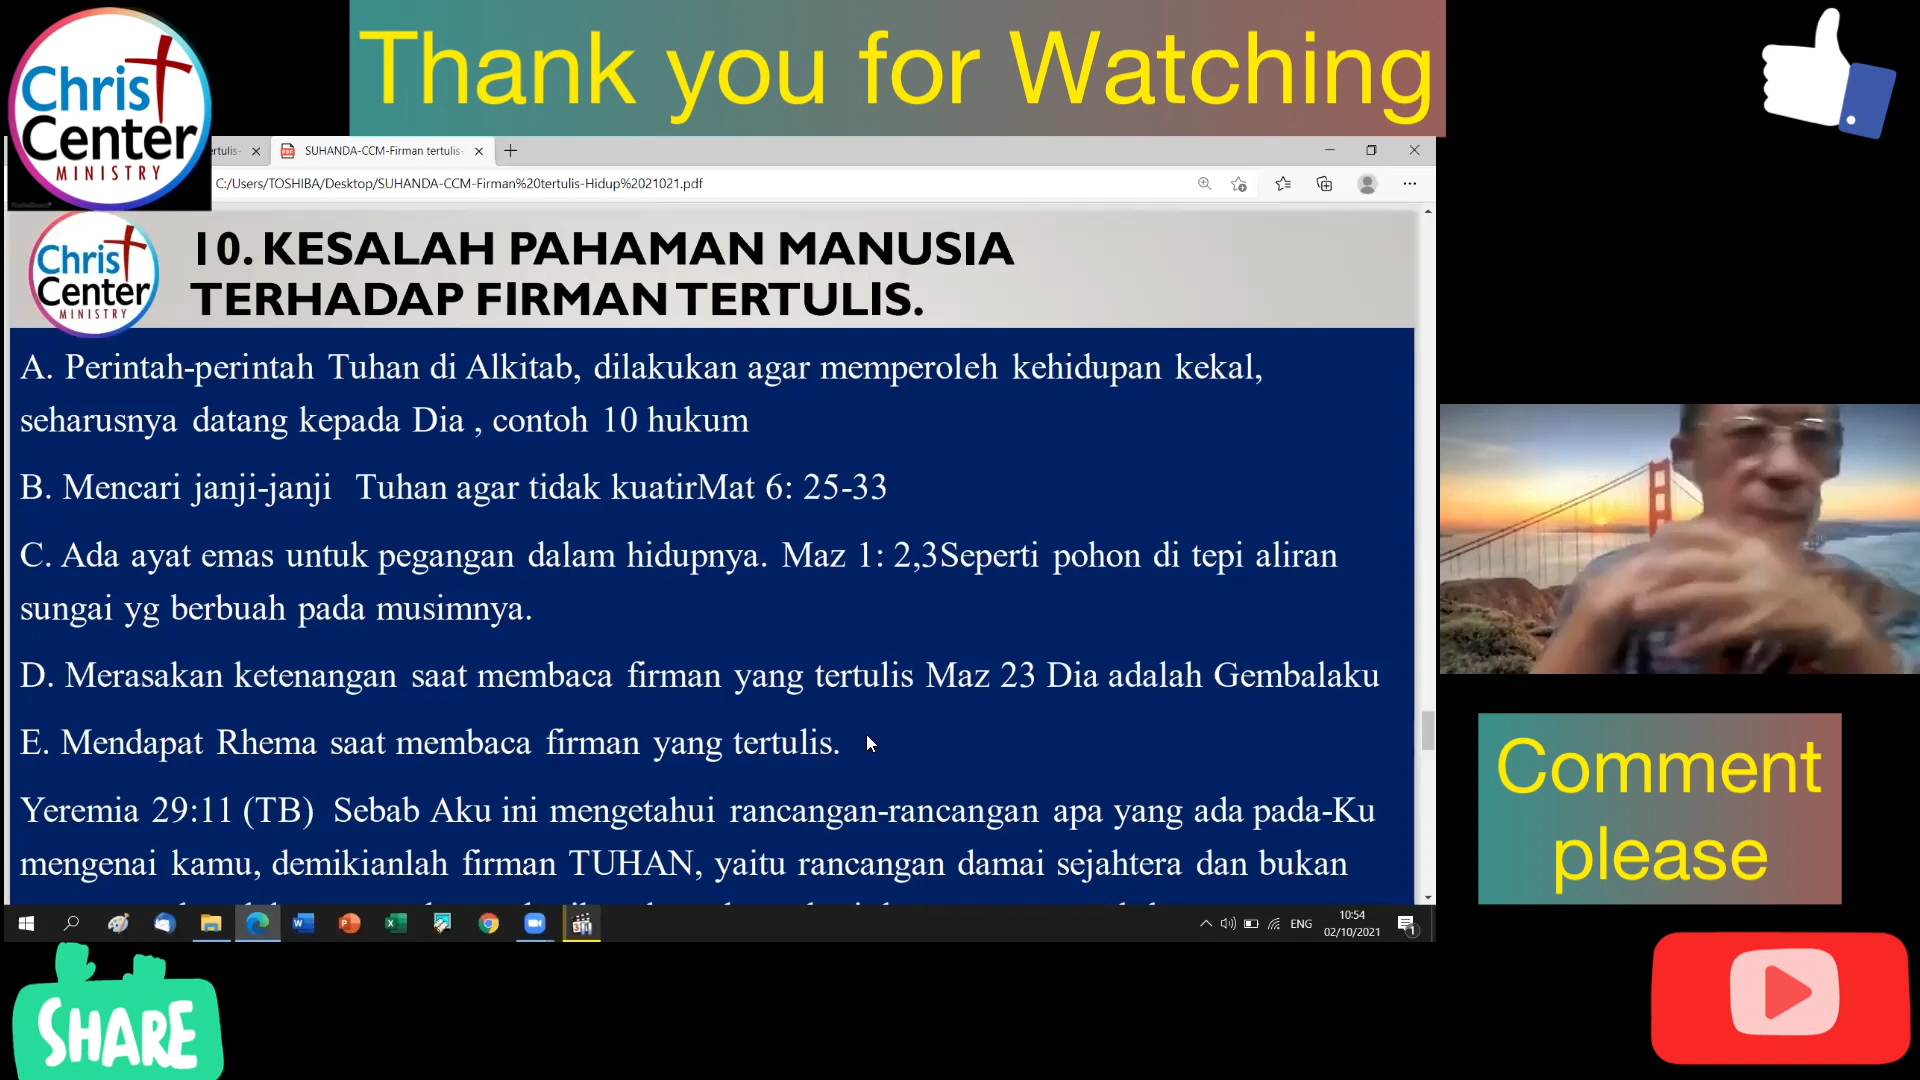 Thank you for Watching
Christ
Center
MINISTRY
ertulis-
SUHANDA-CCM-Firman tertulis-
C:/Users/TOSHIBA/Desktop/SUHANDA-CCM-Firman%20tertulis-Hidup%2021021.pdf
Christ
Center
MINISTRY
10. KESALAH PAHAMAN MANUSIA
TERHADAP FIRMAN TERTULIS.
A. Perintah-perintah Tuhan di Alkitab, dilakukan agar memperoleh kehidupan kekal,
seharusnya datang kepada Dia , contoh 10 hukum
B. Mencari janji-janji Tuhan agar tidak kuatirMat 6: 25-33
C. Ada ayat emas untuk pegangan dalam hidupnya. Maz 1: 2,3Seperti pohon di tepi aliran
sungai yg berbuah pada musimnya.
D. Merasakan ketenangan saat membaca firman yang tertulis Maz 23 Dia adalah Gembalaku
E. Mendapat Rhema saat membaca firman yang tertulis.
Yeremia 29:11 (TB) Sebab Aku ini mengetahui rancangan-rancangan apa yang ada pada-Ku
mengenai kamu, demikianlah firman TUHAN, yaitu rancangan damai sejahtera dan bukan
ENG
10:54
02/10/2021
1
Comment
please
SHARE